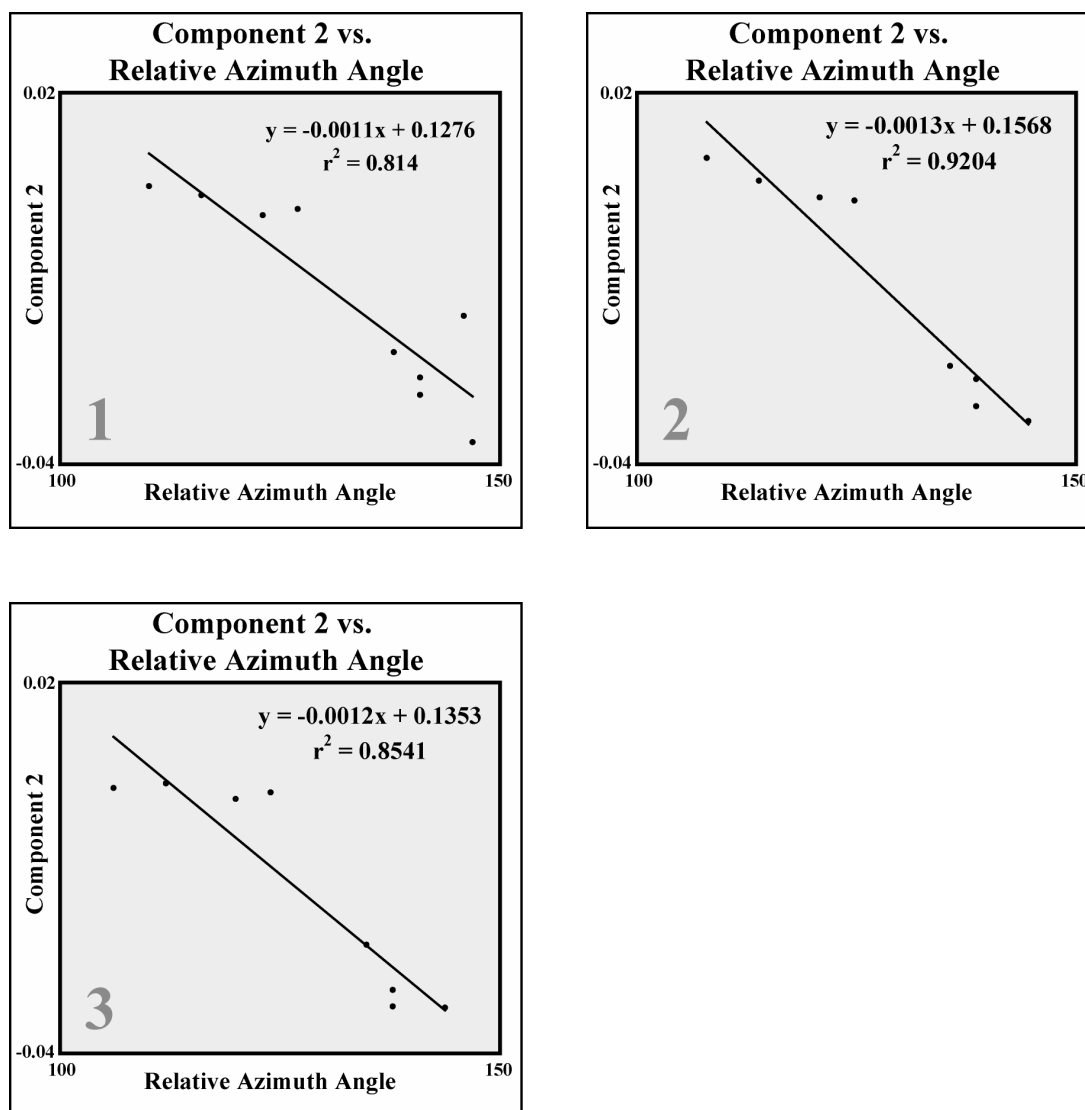 Component 2 vs.
Relative Azimuth Angle
0.02
y = -0.0011x + 0.1276
r² = 0.814
Component 2
1
-0.04
100
150
Relative Azimuth Angle
Component 2 vs.
Relative Azimuth Angle
0.02
y = -0.0013x + 0.1568
r² = 0.9204
Component 2
2
-0.04
100
150
Relative Azimuth Angle
Component 2 vs.
Relative Azimuth Angle
0.02
y = -0.0012x + 0.1353
r² = 0.8541
Component 2
3
-0.04
100
150
Relative Azimuth Angle